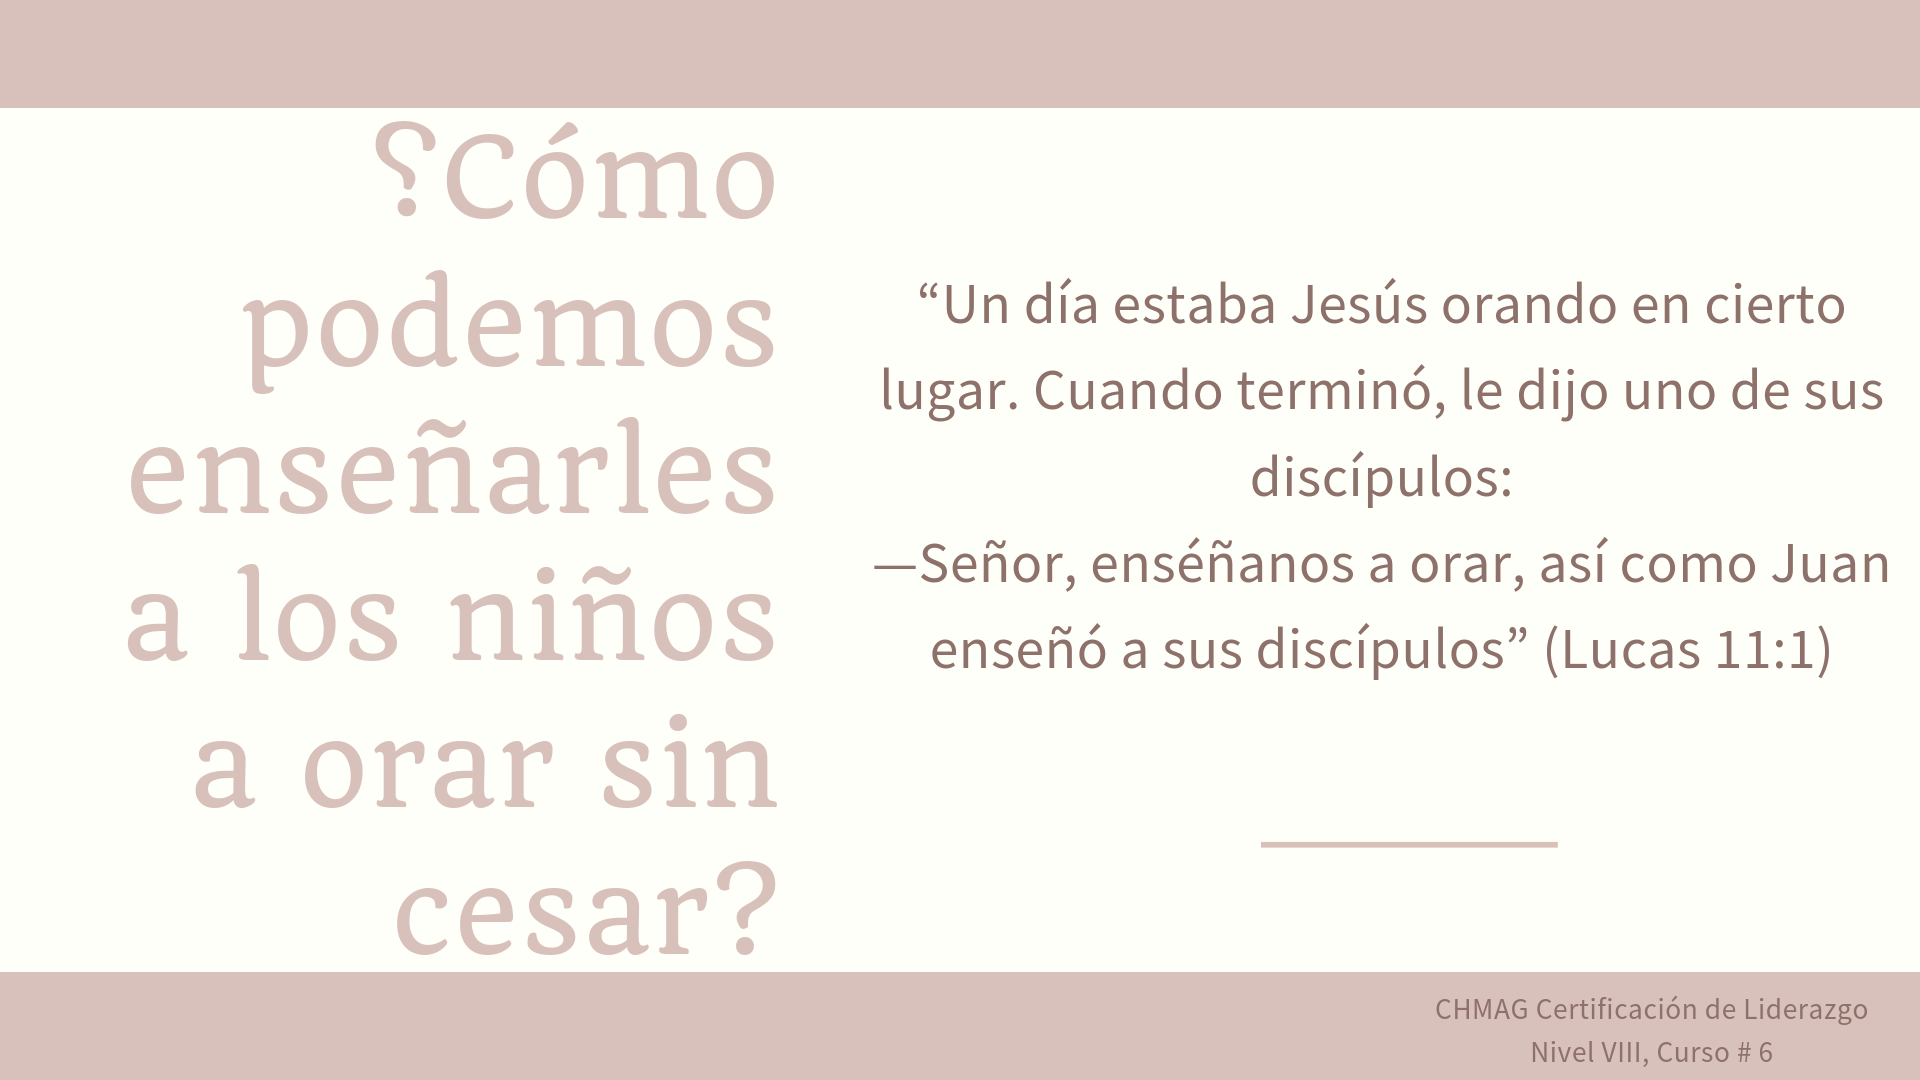 ⸮Cómo
podemos
enseñarles
a los niños
a orar sin
cesar?
“Un día estaba Jesús orando en cierto
lugar. Cuando terminó, le dijo uno de sus
discípulos:
—Señor, enséñanos a orar, así como Juan
enseñó a sus discípulos” (Lucas 11:1)
CHMAG Certificación de Liderazgo
Nivel VIII, Curso # 6